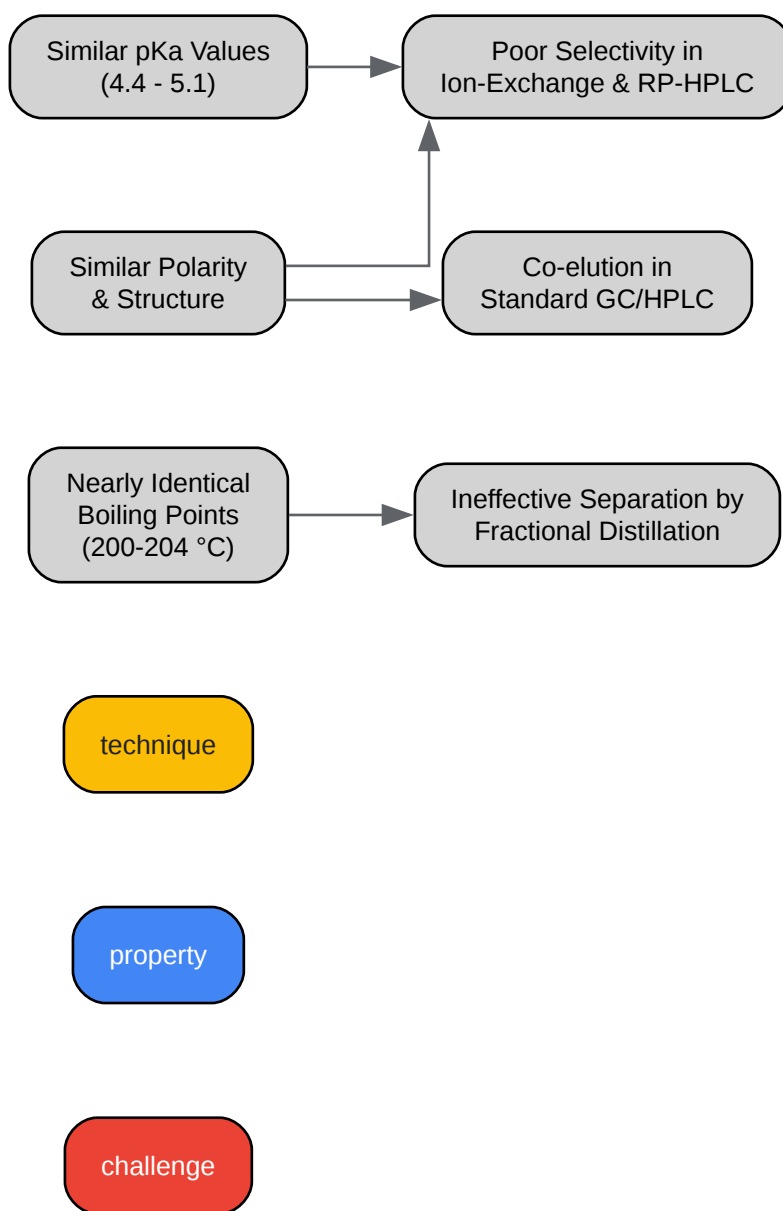 Similar pKa Values
(4.4 - 5.1)
Poor Selectivity in
Ion-Exchange & RP-HPLC
Similar Polarity
& Structure
Co-elution in
Standard GC/HPLC
Nearly Identical
Boiling Points
(200-204 °C)
Ineffective Separation by
Fractional Distillation
technique
property
challenge